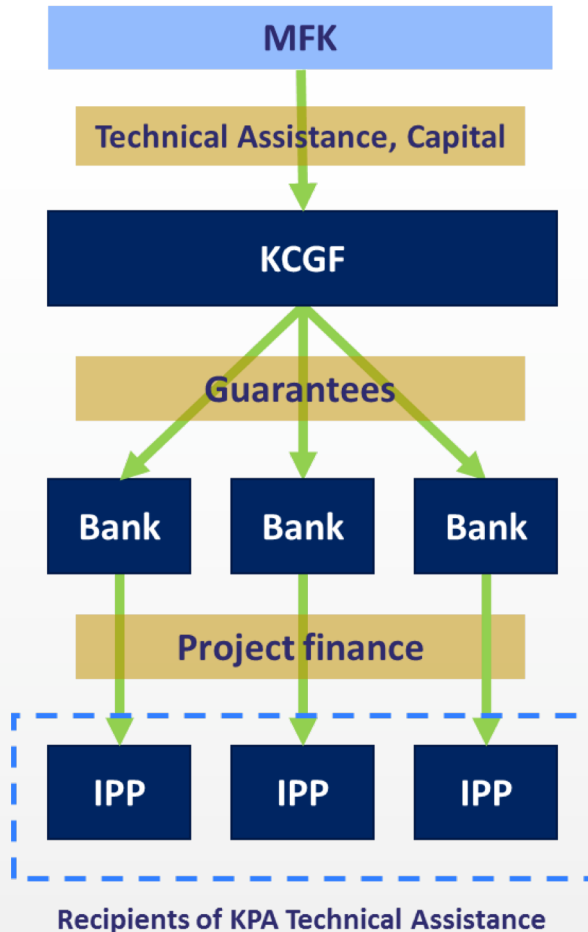 MFK
Technical Assistance, Capital
KCGF
Guarantees
Bank Bank Bank
Project finance
IPP IPP IPP
Recipients of KPA Technical Assistance